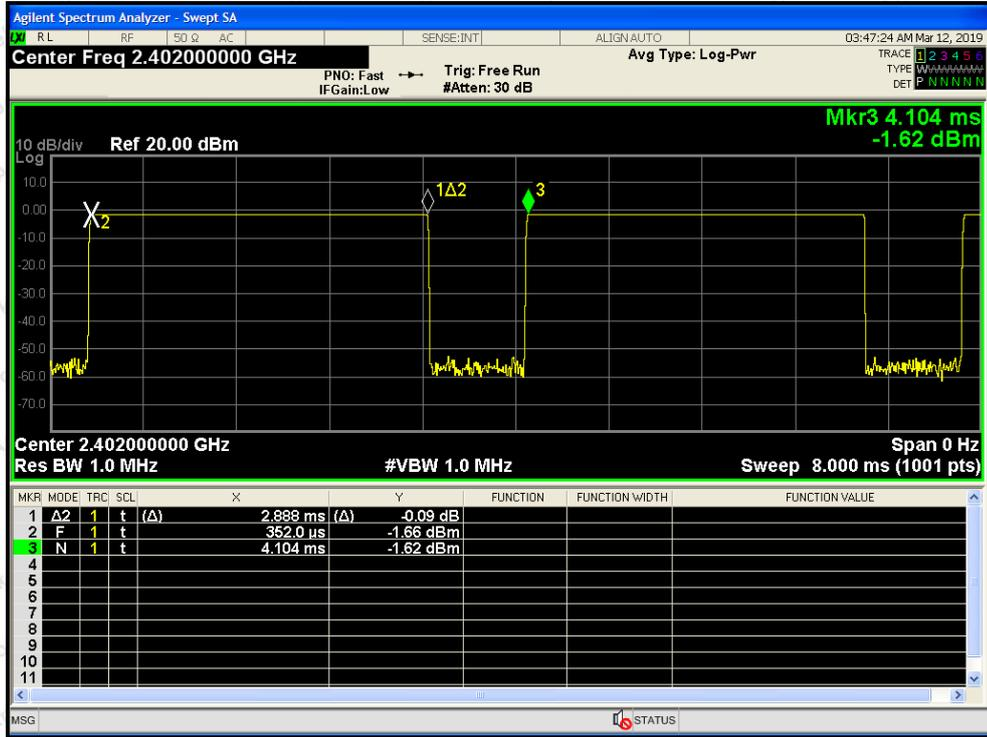 Agilent Spectrum Analyzer - Swept SA
LXI RL RF 50 Ω AC SENSE:INT ALIGN AUTO 03:47:24 AM Mar 12, 2019
Center Freq 2.402000000 GHz
Avg Type: Log-Pwr
TRACE 1 2 3 4 5 6
PNO: Fast Trig: Free Run
TYPE WWWWWW
IFGain:Low #Atten: 30 dB
DET P N N N N N
Mkr3 4.104 ms
-1.62 dBm
10 dB/div Ref 20.00 dBm
Log
10.0
0.00
-10.0
-20.0
-30.0
-40.0
-50.0
-60.0
-70.0
2
1Δ2
3
Center 2.402000000 GHz Span 0 Hz
Res BW 1.0 MHz #VBW 1.0 MHz Sweep 8.000 ms (1001 pts)
MKR MODE TRC SCL X Y FUNCTION FUNCTION WIDTH FUNCTION VALUE
1 Δ2 1 t (Δ) 2.888 ms (Δ) -0.09 dB
2 F 1 t 352.0 µs -1.66 dBm
3 N 1 t 4.104 ms -1.62 dBm
4
5
6
7
8
9
10
11
MSG STATUS